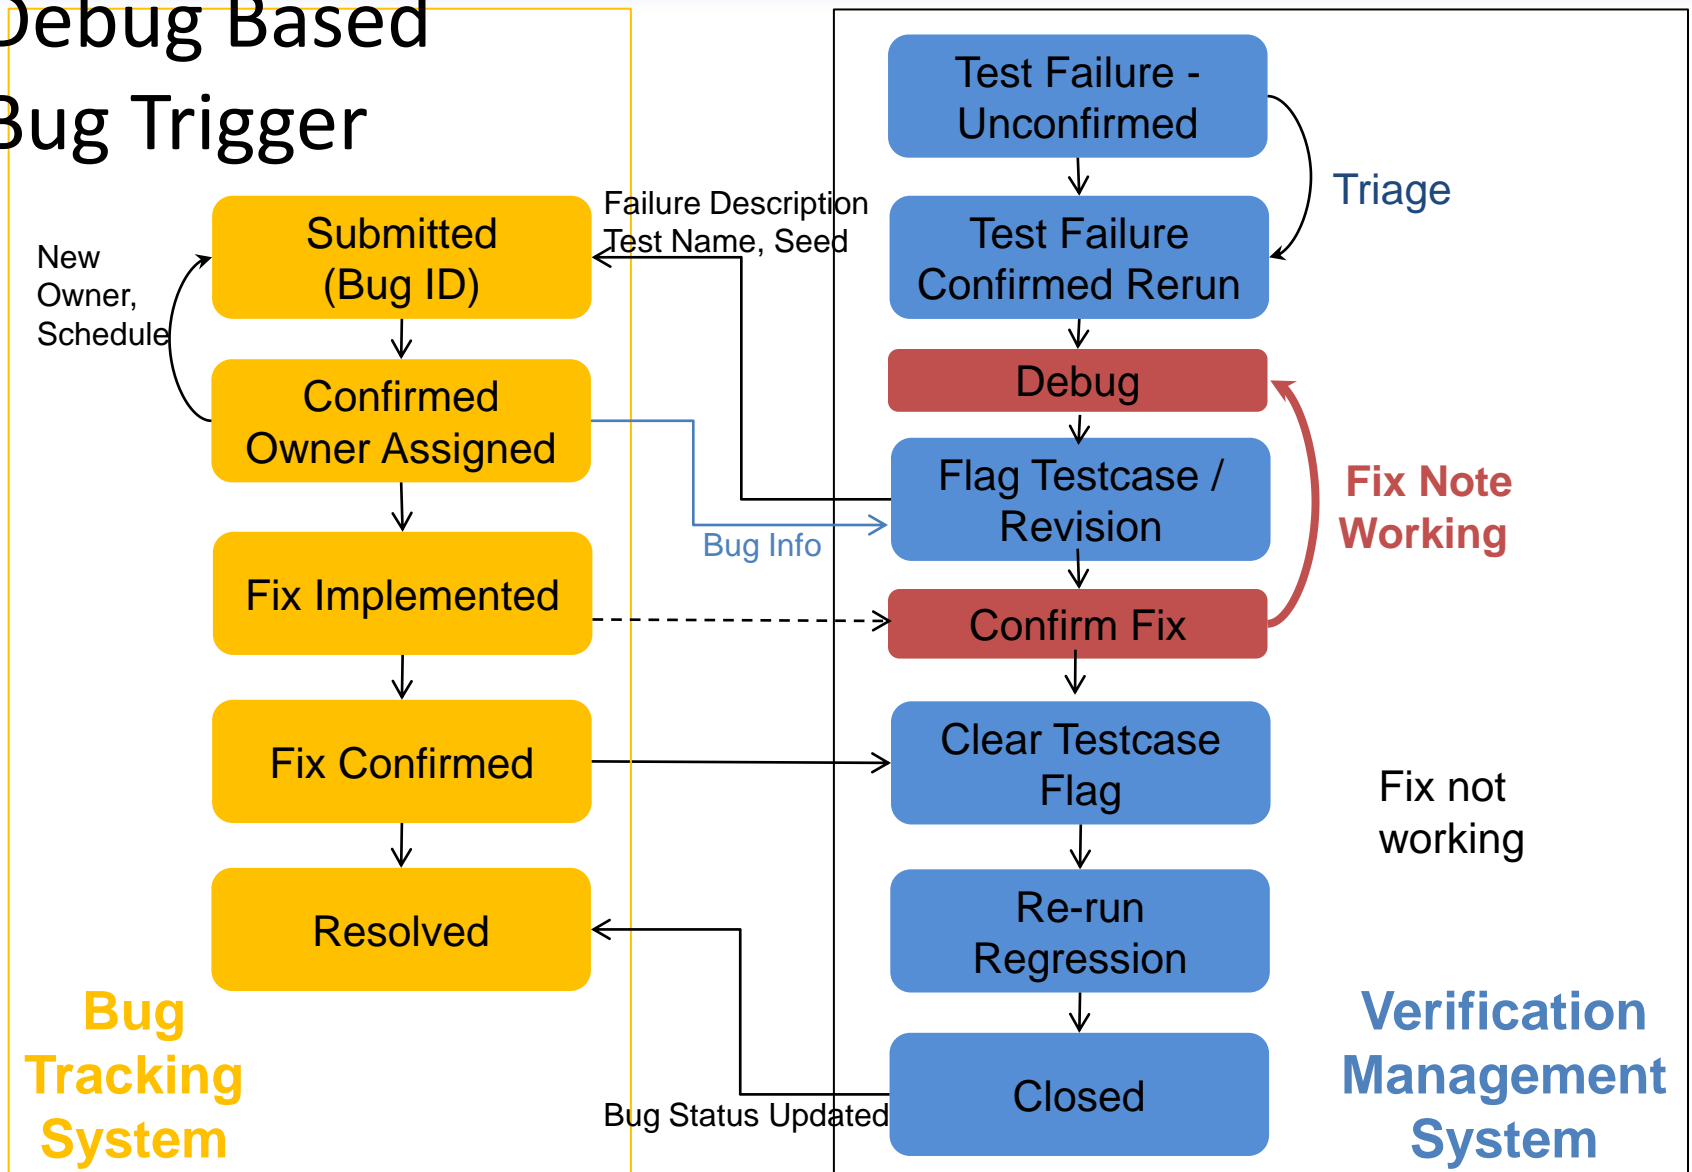 Debug Based
Bug Trigger
New
Owner,
Schedule
Submitted
(Bug ID)
Confirmed
Owner Assigned
Fix Implemented
Fix Confirmed
Resolved
Bug
Tracking
System
Failure Description
Test Name, Seed
Bug Info
Bug Status Updated
Test Failure -
Unconfirmed
Triage
Test Failure
Confirmed Rerun
Debug
Flag Testcase /
Revision
Fix Note
Working
Confirm Fix
Clear Testcase
Flag
Fix not
working
Re-run
Regression
Closed
Verification
Management
System